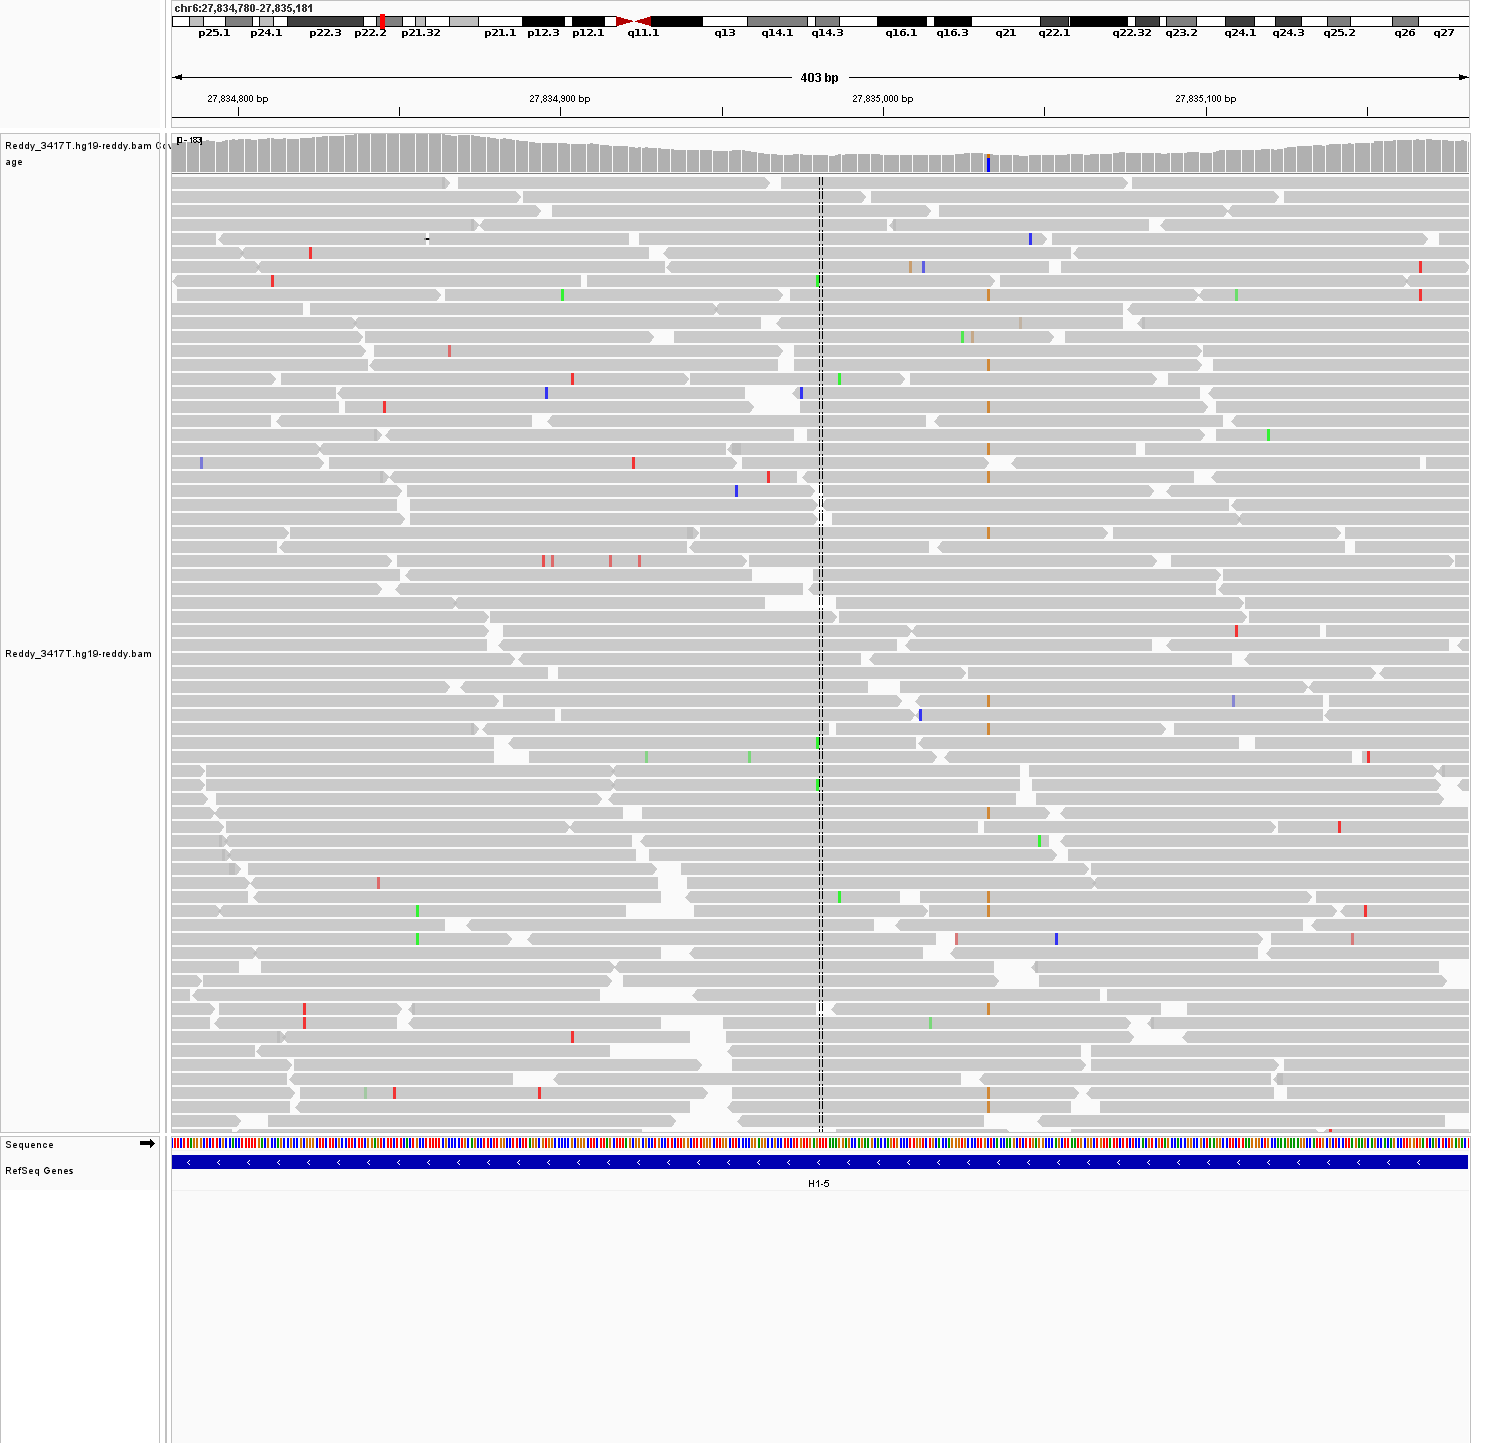 chr6:27,834,780-27,835,181
p25.1 p24.1 p22.3 p22.2 p21.32 p21.1 p12.3 p12.1 q11.1 q13 q14.1 q14.3 q16.1 q16.3 q21 q22.1 q22.32 q23.2 q24.1 q24.3 q25.2 q26 q27
403 bp
27,834,800 bp 27,834,900 bp 27,835,000 bp 27,835,100 bp
[0 - 183]
Reddy_3417T.hg19-reddy.bam Cov
age
Reddy_3417T.hg19-reddy.bam
Sequence
RefSeq Genes
H1-5